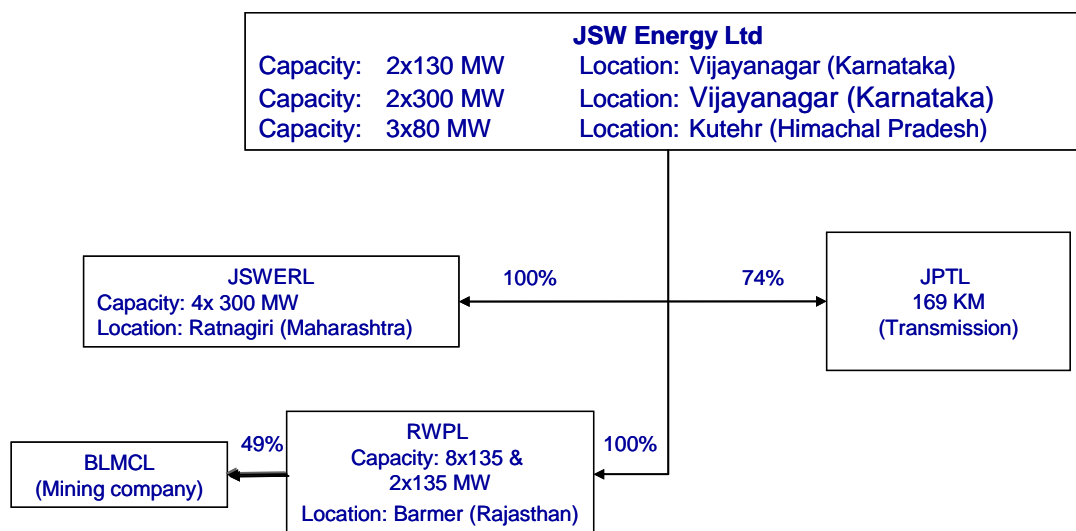 JSW Energy Ltd
Capacity: 2x130 MW Location: Vijayanagar (Karnataka)
Capacity: 2x300 MW Location: Vijayanagar (Karnataka)
Capacity: 3x80 MW Location: Kutehr (Himachal Pradesh)
JSWERL
Capacity: 4x 300 MW
Location: Ratnagiri (Maharashtra)
100%
74%
JPTL
169 KM
(Transmission)
BLMCL
(Mining company)
49%
RWPL
Capacity: 8x135 &
2x135 MW
Location: Barmer (Rajasthan)
100%